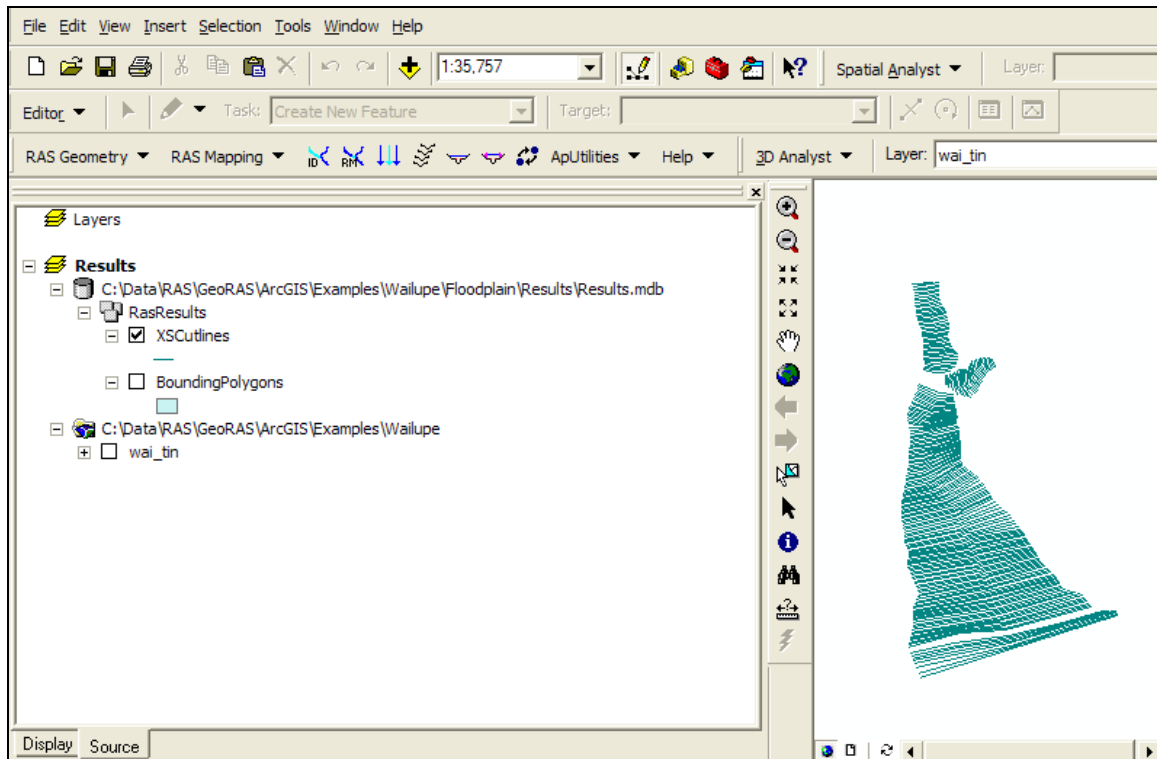 File Edit View Insert Selection Tools Window Help
1:35,757 Spatial Analyst Layer:
Editor Task: Create New Feature Target:
RAS Geometry RAS Mapping ID RM ApUtilities Help 3D Analyst Layer: wai_tin
Layers
Results
C:\Data\RAS\GeoRAS\ArcGIS\Examples\Wailupe\Floodplain\Results\Results.mdb
RasResults
XSCutlines
BoundingPolygons
C:\Data\RAS\GeoRAS\ArcGIS\Examples\Wailupe
wai_tin
Display Source